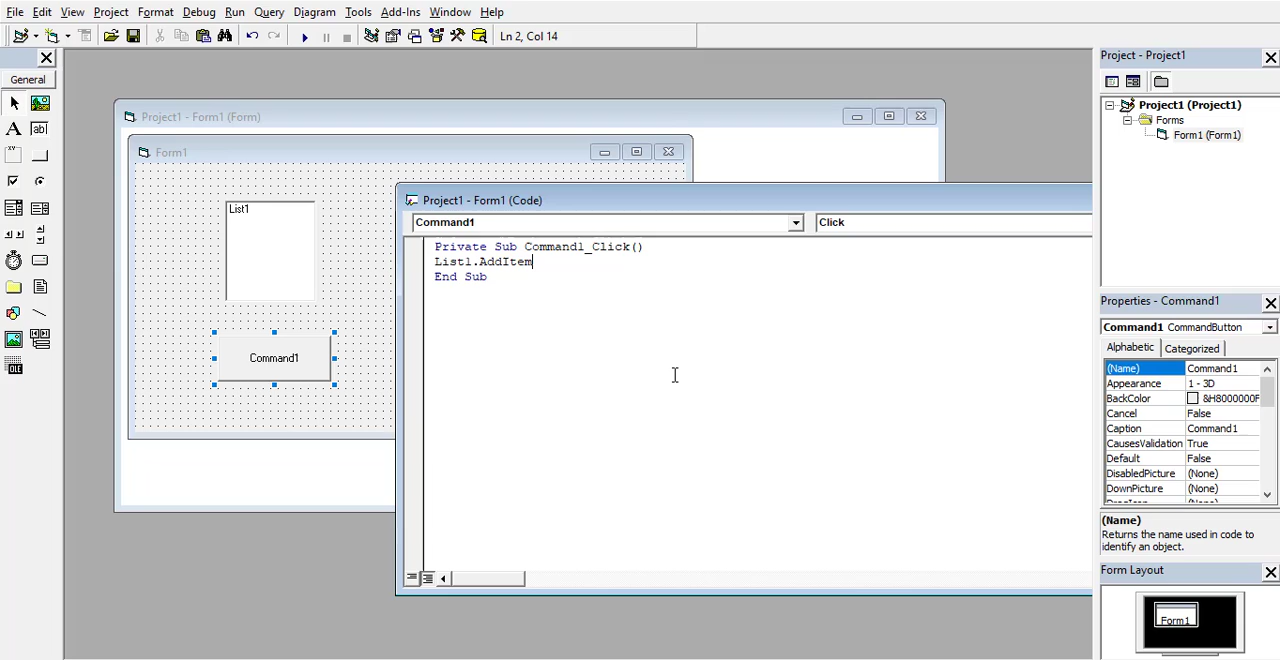 File Edit View Project Format Debug Run Query Diagram Tools Add-Ins Window Help
Ln 2, Col 14
General
A
ab|
XY
OLE
Project1 - Form1 (Form)
Form1
List1
Command1
Project1 - Form1 (Code)
Command1
Click
Private Sub Command1_Click()
List1.AddItem
End Sub
Project - Project1
Project1 (Project1)
Forms
Form1 (Form1)
Properties - Command1
Command1 CommandButton
Alphabetic Categorized
(Name) Command1
Appearance 1 - 3D
BackColor &H8000000F
Cancel False
Caption Command1
CausesValidation True
Default False
DisabledPicture (None)
DownPicture (None)
(Name)
Returns the name used in code to
identify an object.
Form Layout
Form1